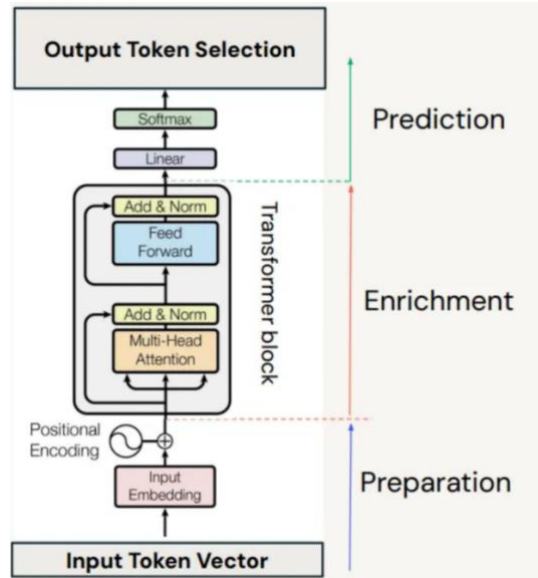 Output Token Selection
Softmax
Linear
Prediction
Add & Norm
Feed
Forward
Transformer block
Enrichment
Add & Norm
Multi-Head
Attention
Positional
Encoding
Input
Embedding
Preparation
Input Token Vector